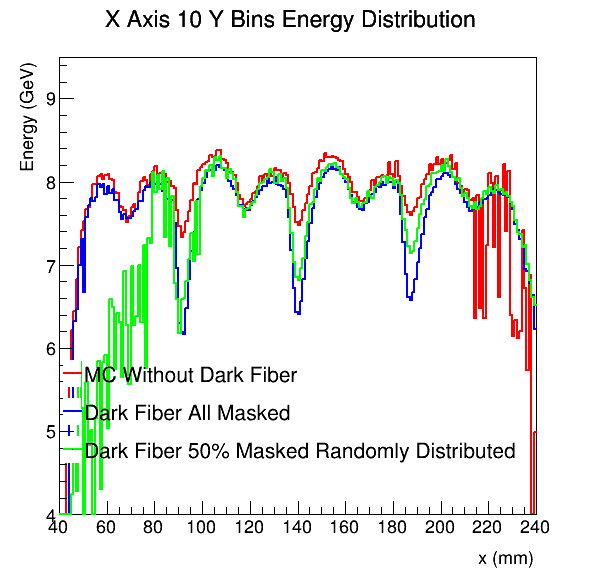 X Axis 10 Y Bins Energy Distribution
Energy (GeV)
9
8
7
6
5
4
MC Without Dark Fiber
Dark Fiber All Masked
Dark Fiber 50% Masked Randomly Distributed
40 60 80 100 120 140 160 180 200 220 240
x (mm)